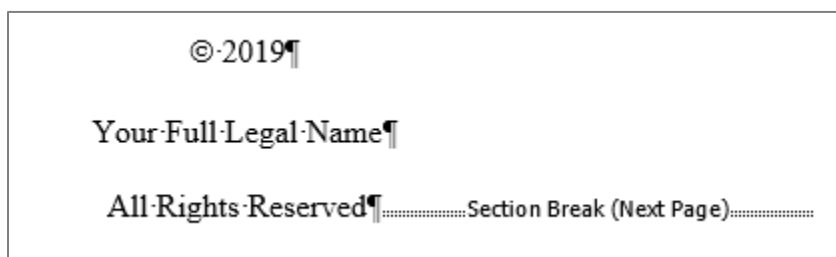 © 2019¶
Your Full Legal Name¶
All Rights Reserved¶ Section Break (Next Page)